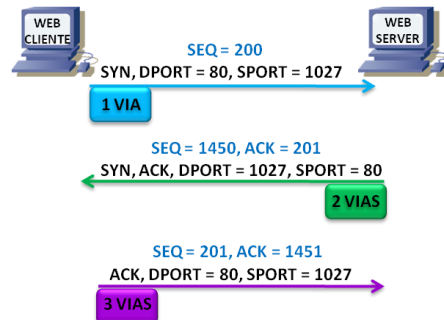 WEB
CLIENTE
WEB
SERVER
SEQ = 200
SYN, DPORT = 80, SPORT = 1027
1 VIA
SEQ = 1450, ACK = 201
SYN, ACK, DPORT = 1027, SPORT = 80
2 VIAS
SEQ = 201, ACK = 1451
ACK, DPORT = 80, SPORT = 1027
3 VIAS